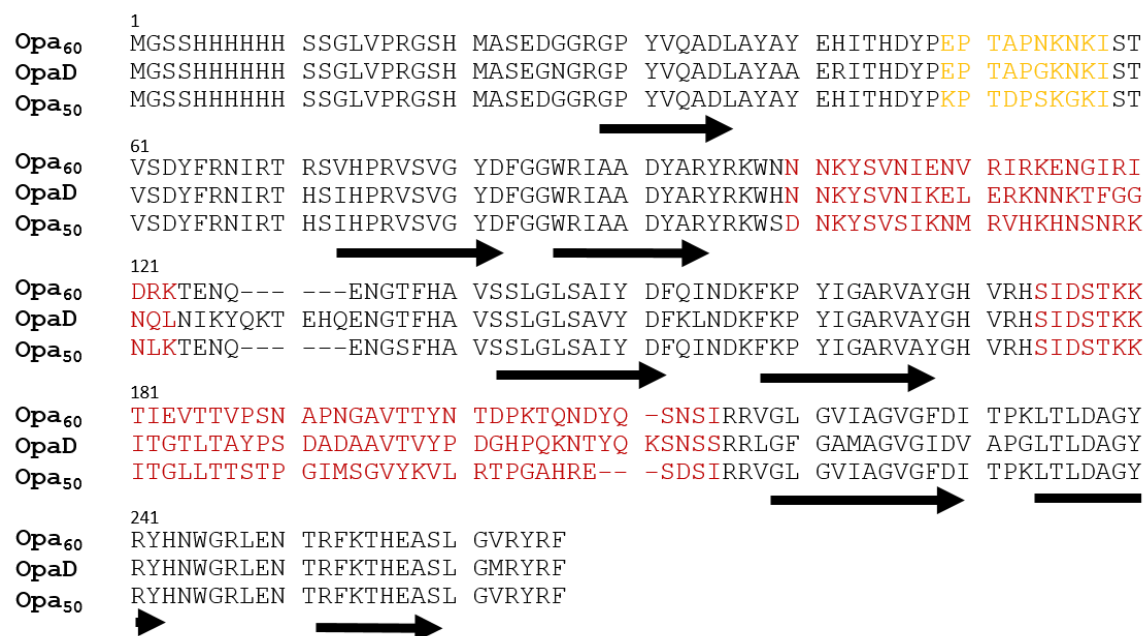 1
Opa60 MGSSHHHHHH SSGLVPRGSH MASEDGGRGP YVQADLAYAY EHITHDYPEP TAPNKNKIST
OpaD MGSSHHHHHH SSGLVPRGSH MASEGNGRGP YVQADLAYAA ERITHDYPEP TAPGKNKIST
Opa50 MGSSHHHHHH SSGLVPRGSH MASEDGGRGP YVQADLAYAY EHITHDYPKP TDPSKGKIST
61
Opa60 VSDYFRNIRT RSVHPRVSVG YDFGGWRIAA DYARYRKWNN NKYSVNIENV RIRKENGIRI
OpaD VSDYFRNIRT HSIHPRVSVG YDFGGWRIAA DYARYRKWHN NKYSVNIKEL ERKNNKTFGG
Opa50 VSDYFRNIRT HSIHPRVSVG YDFGGWRIAA DYARYRKWSD NKYSVSIKNM RVHKHNSNRK
121
Opa60 DRKTENQ--- ---ENGTFHA VSSLGLSAIY DFQINDKFKP YIGARVAYGH VRHSIDSTKK
OpaD NQLNIKYQKT EHQENGTFHA VSSLGLSAVY DFKLNDKFKP YIGARVAYGH VRHSIDSTKK
Opa50 NLKTENQ--- ---ENGSFHA VSSLGLSAIY DFQINDKFKP YIGARVAYGH VRHSIDSTKK
181
Opa60 TIEVTTVPSN APNGAVTTYN TDPKTQNDYQ -SNSIRRVGL GVIAGVGFDI TPKLTLDAGY
OpaD ITGTLTAYPS DADAAVTVYP DGHPQKNTYQ KSNSSRRLGF GAMAGVGIDV APGLTLDAGY
Opa50 ITGLLTTSTP GIMSGVYKVL RTPGAHRE-- -SDSIRRVGL GVIAGVGFDI TPKLTLDAGY
241
Opa60 RYHNWGRLEN TRFKTHEASL GVRYRF
OpaD RYHNWGRLEN TRFKTHEASL GMRYRF
Opa50 RYHNWGRLEN TRFKTHEASL GVRYRF